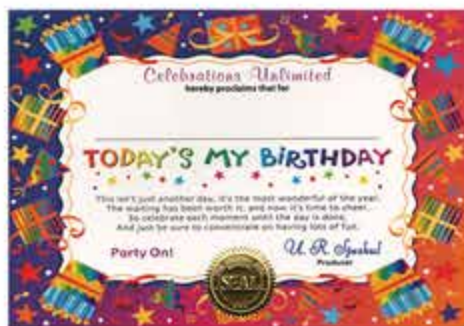 Celebrations Unlimited
hereby proclaims that for
TODAY'S MY BiRTHDAY
This isn't just another day, it's the most wonderful of the year.
The waiting has been worth it, and now it's time to cheer.
So celebrate each moment until the day is done,
And just be sure to concentrate on having lots of fun.
Party On!
U. R. Special
Producer
SEAL